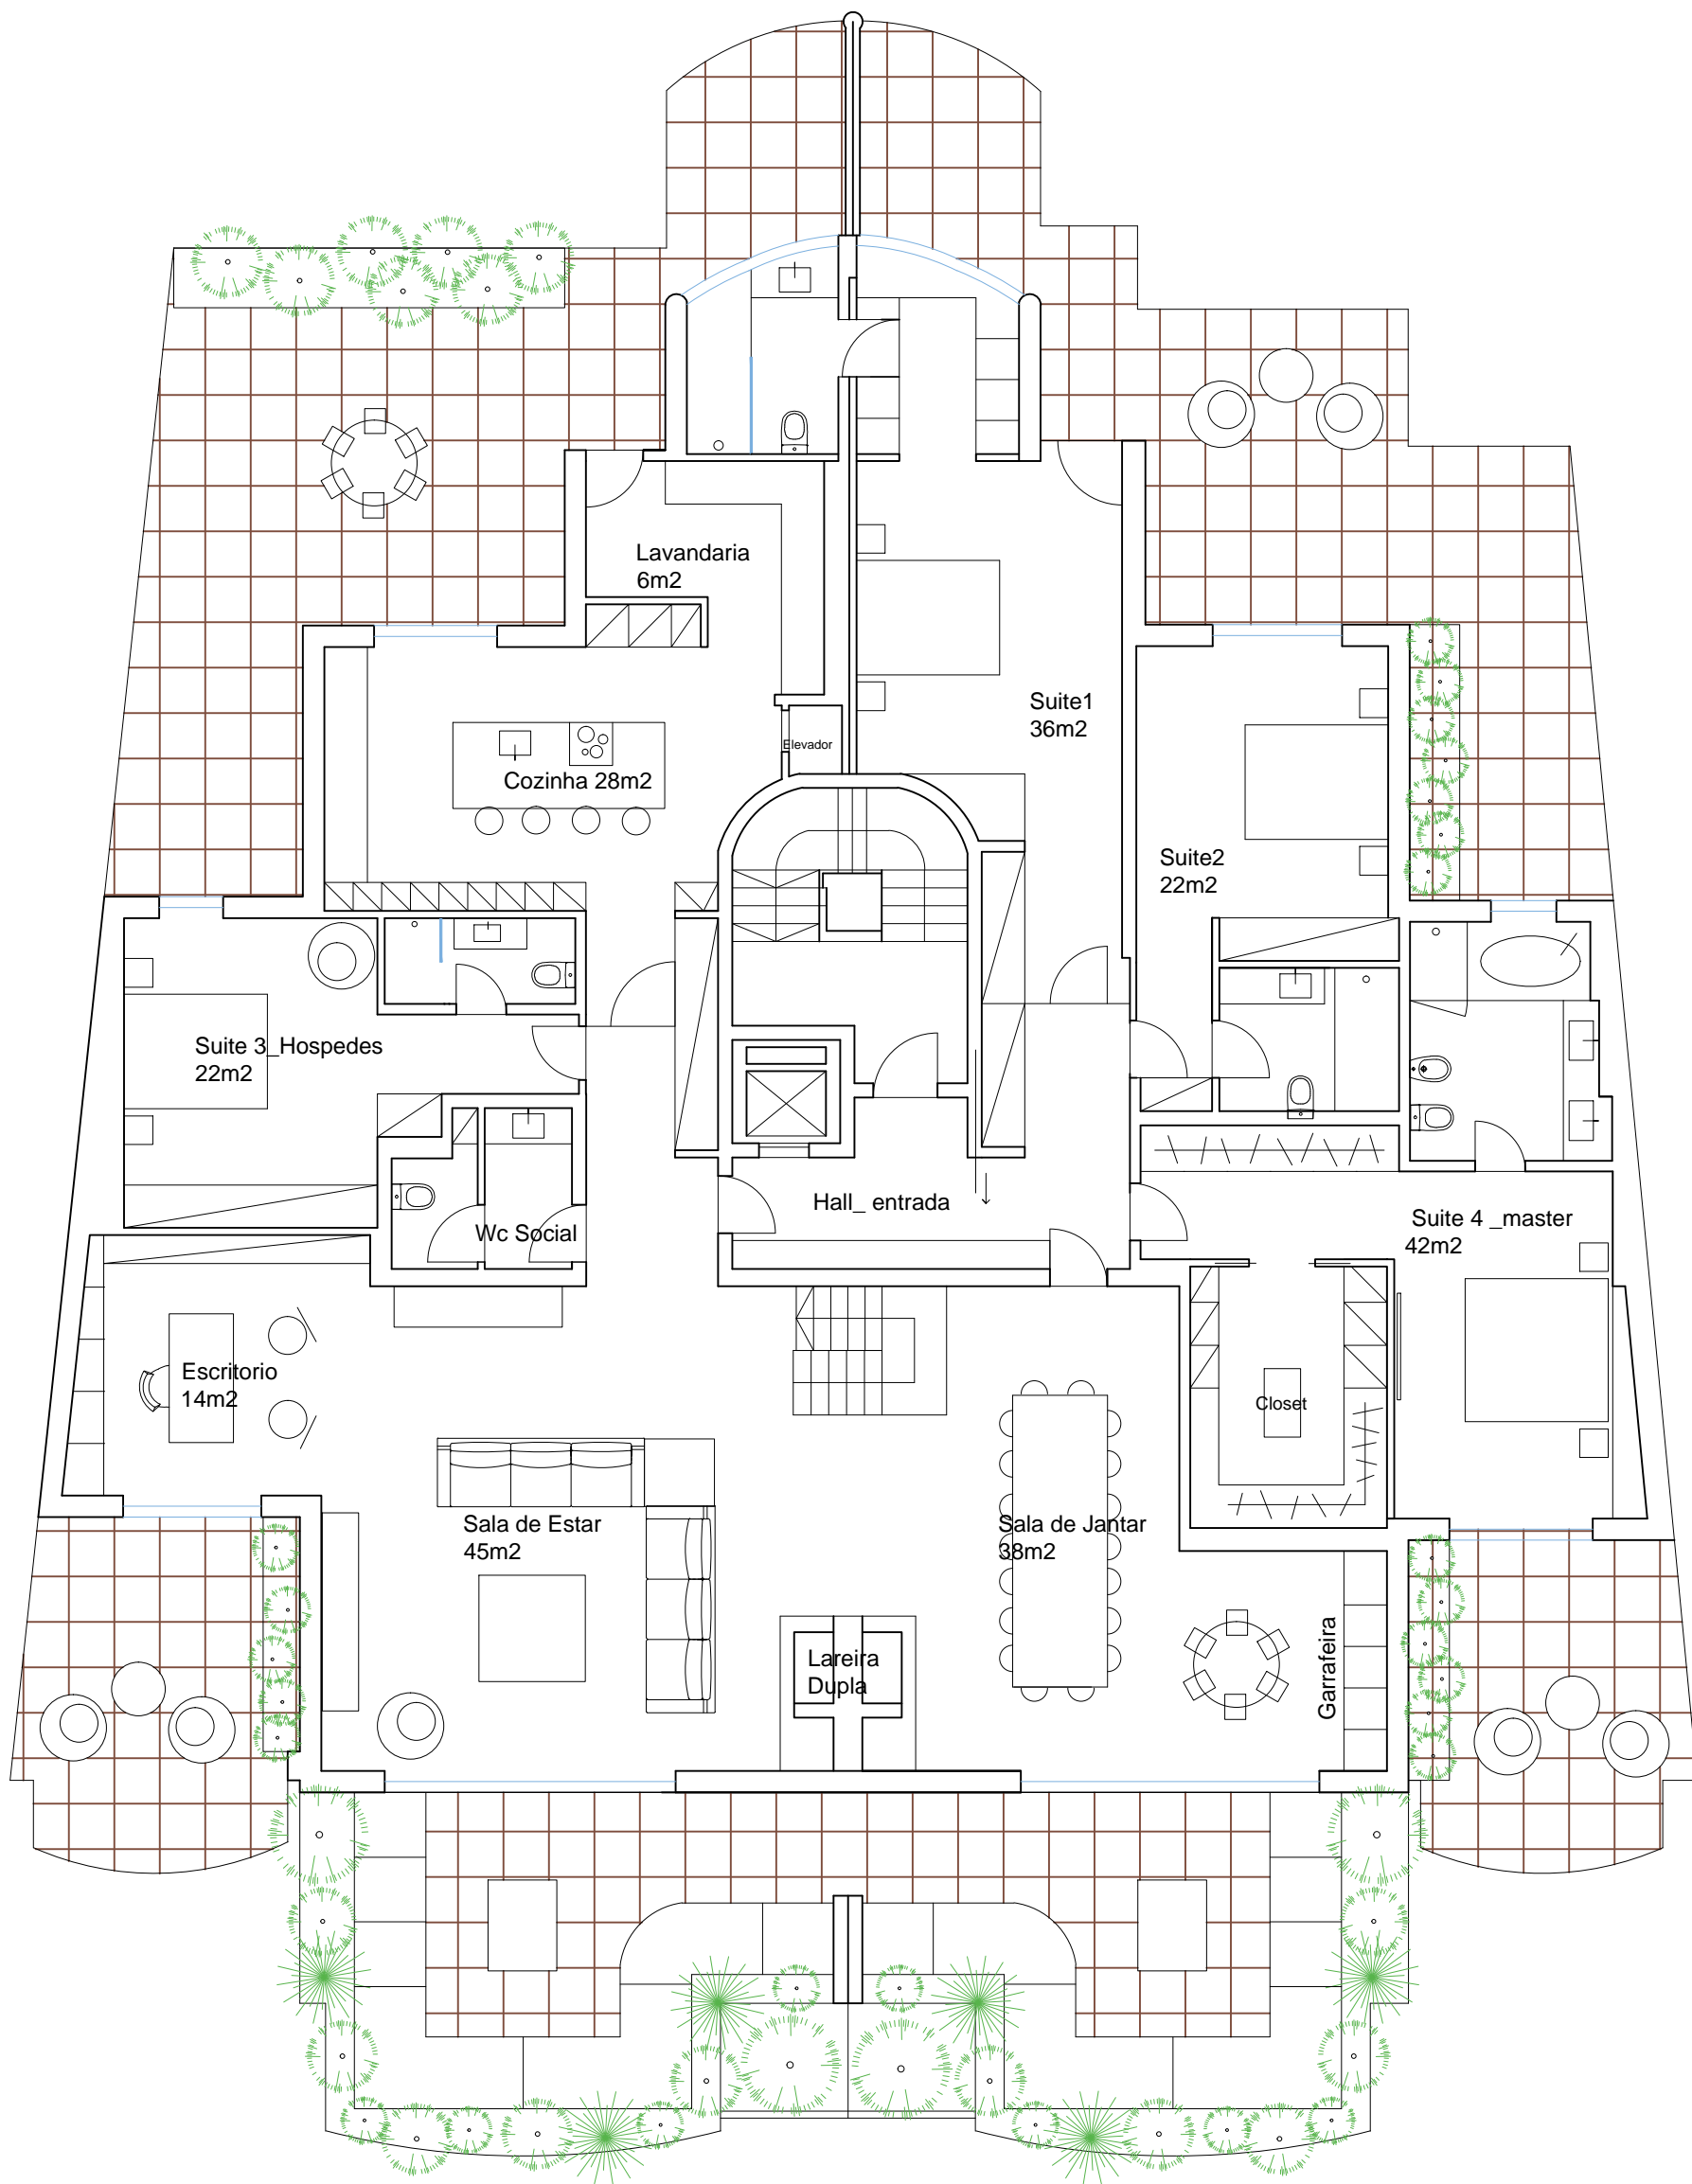 Lavandaria
6m2
Suite1
36m2
Elevador
Cozinha 28m2
Suite2
22m2
Suite 3_Hospedes
22m2
Hall_ entrada
Wc Social
Suite 4 _master
42m2
Escritorio
14m2
Closet
Sala de Estar
45m2
Sala de Jantar
38m2
Lareira
Dupla
Garrafeira